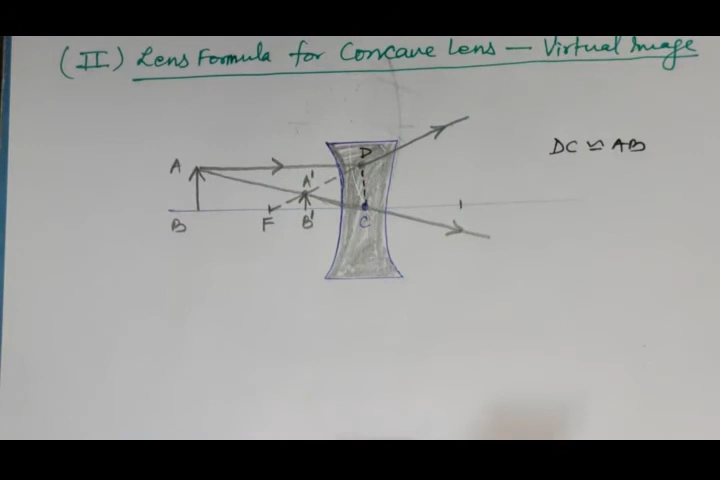 (II) Lens Formula for Concave Lens — Virtual Image
DC ≃ AB
A
D
A'
B
F
B'
C